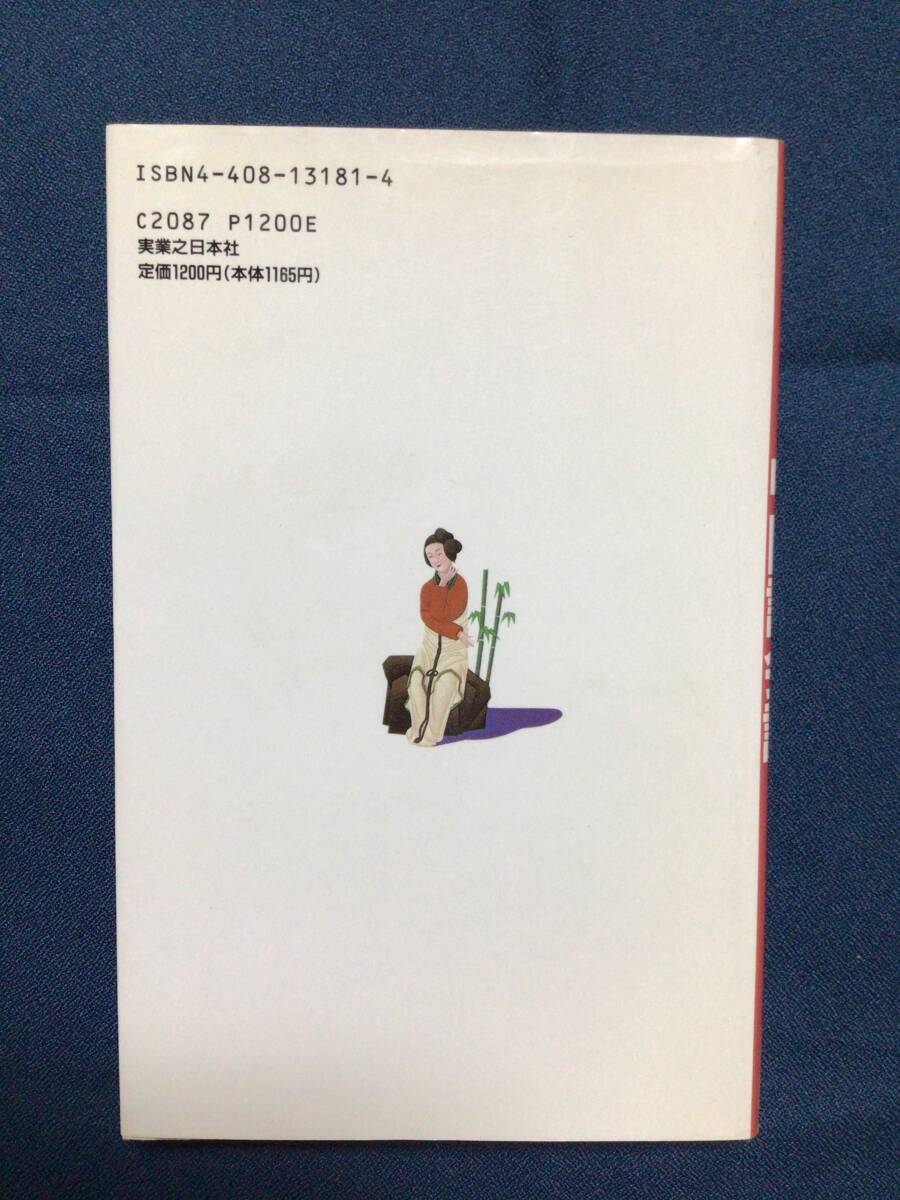 ISBN4-408-13181-4
C2087 P1200E
実業之日本社
定価1200円(本体1165円)